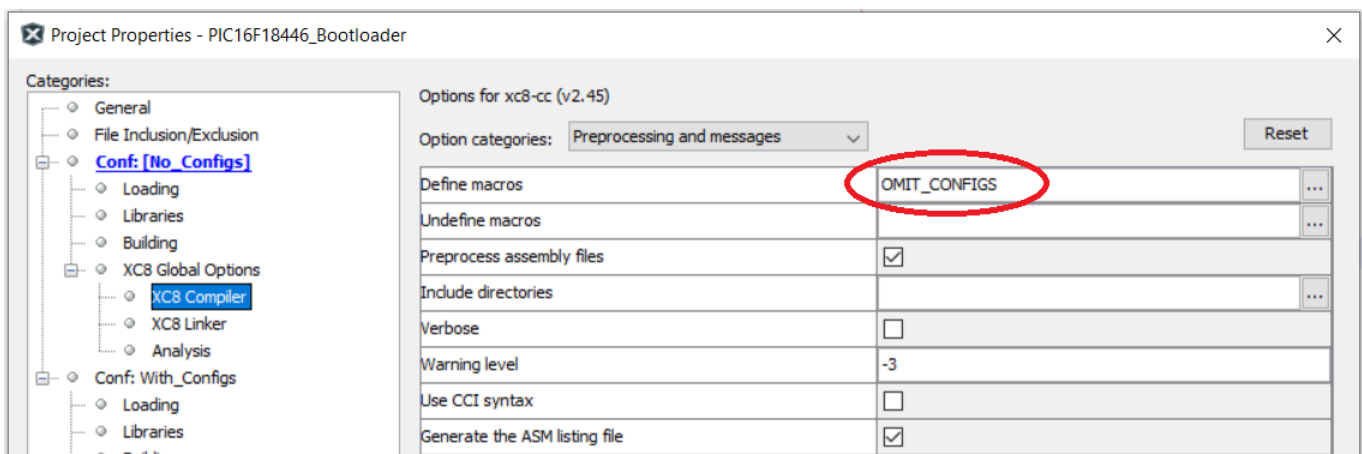 Project Properties - PIC16F18446_Bootloader
Categories:
General
File Inclusion/Exclusion
Conf: [No_Configs]
Loading
Libraries
Building
XC8 Global Options
XC8 Compiler
XC8 Linker
Analysis
Conf: With_Configs
Loading
Libraries
Options for xc8-cc (v2.45)
Option categories: Preprocessing and messages Reset
Define macros OMIT_CONFIGS ...
Undefine macros ...
Preprocess assembly files
Include directories ...
Verbose
Warning level -3
Use CCI syntax
Generate the ASM listing file